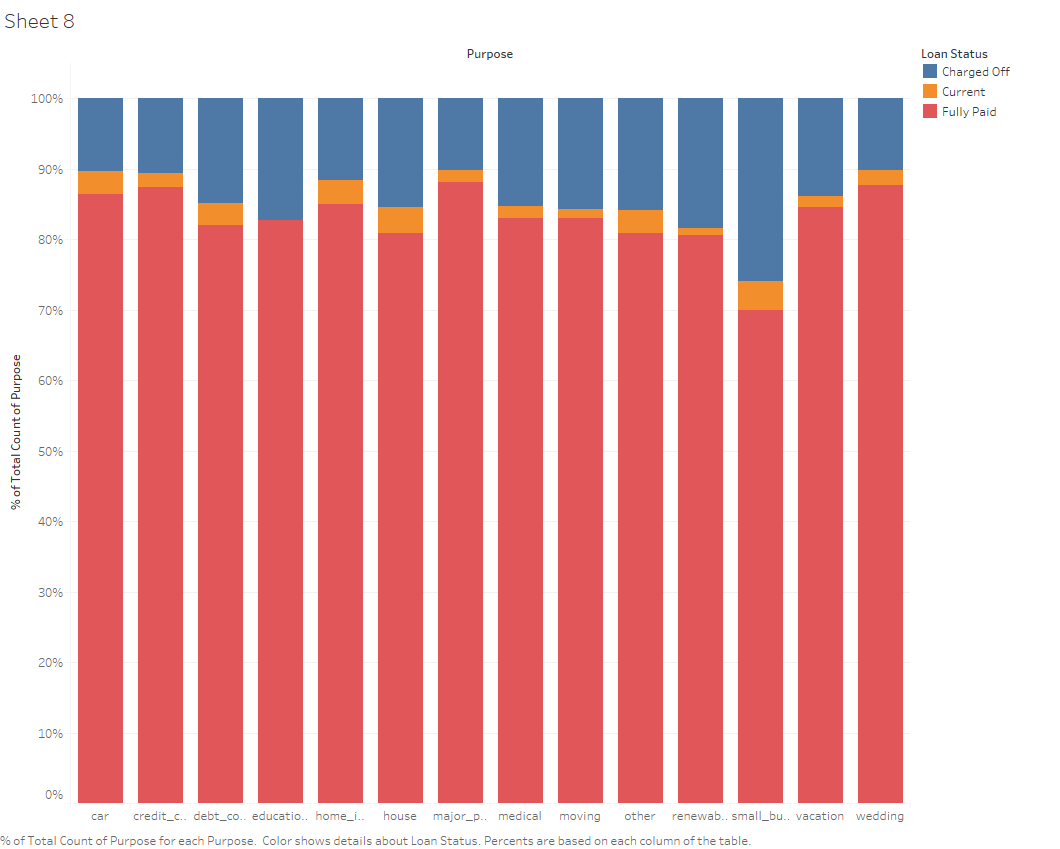 Sheet 8
Purpose
Loan Status
Charged Off
Current
Fully Paid
100%
90%
80%
70%
60%
50%
40%
30%
20%
10%
0%
% of Total Count of Purpose
car credit_c.. debt_co.. educatio.. home_i.. house major_p.. medical moving other renewab.. small_bu.. vacation wedding
% of Total Count of Purpose for each Purpose.  Color shows details about Loan Status. Percents are based on each column of the table.